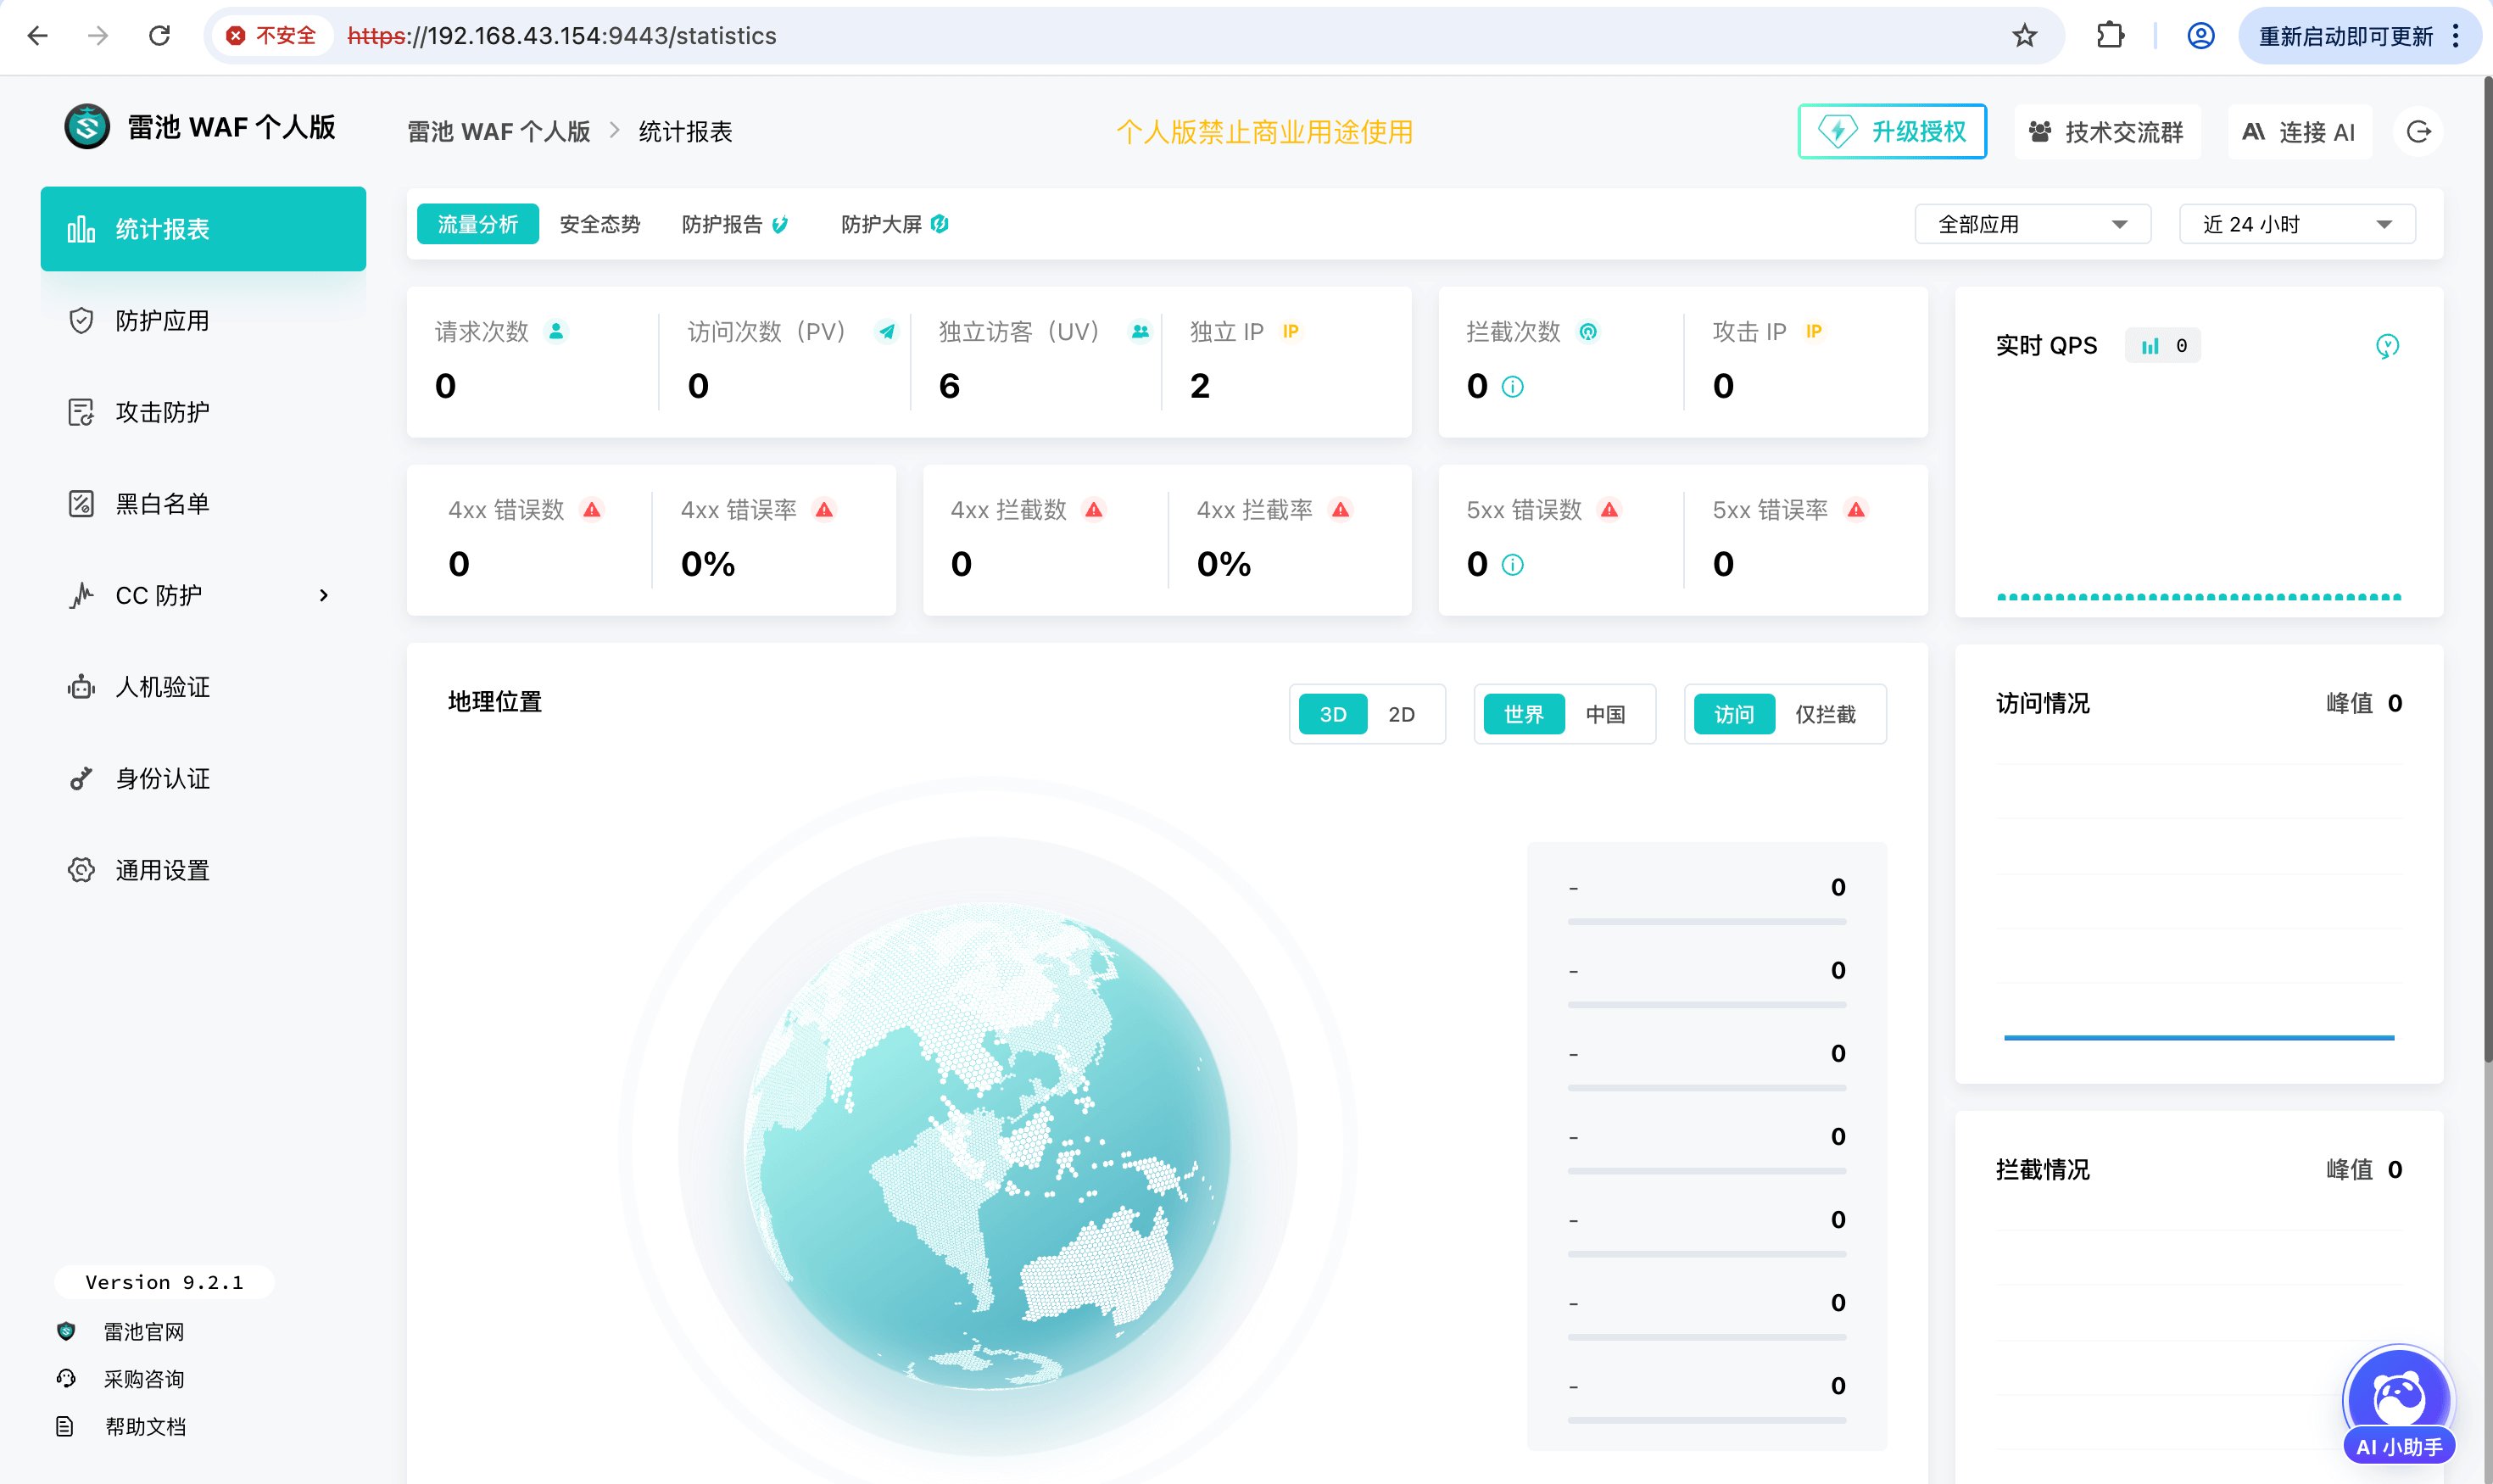 不安全 https://192.168.43.154:9443/statistics 重新启动即可更新
雷池 WAF 个人版
雷池 WAF 个人版 > 统计报表
个人版禁止商业用途使用
升级授权
技术交流群
连接 AI
统计报表
防护应用
攻击防护
黑白名单
CC 防护
人机验证
身份认证
通用设置
Version 9.2.1
雷池官网
采购咨询
帮助文档
流量分析 安全态势 防护报告 防护大屏 全部应用 近 24 小时
请求次数 访问次数（PV） 独立访客（UV） 独立 IP IP
0 0 6 2
拦截次数 攻击 IP IP
0 0
4xx 错误数 4xx 错误率
0 0%
4xx 拦截数 4xx 拦截率
0 0%
5xx 错误数 5xx 错误率
0 0
实时 QPS 0
地理位置 3D 2D 世界 中国 访问 仅拦截
- 0
- 0
- 0
- 0
- 0
- 0
- 0
访问情况 峰值 0
拦截情况 峰值 0
AI 小助手